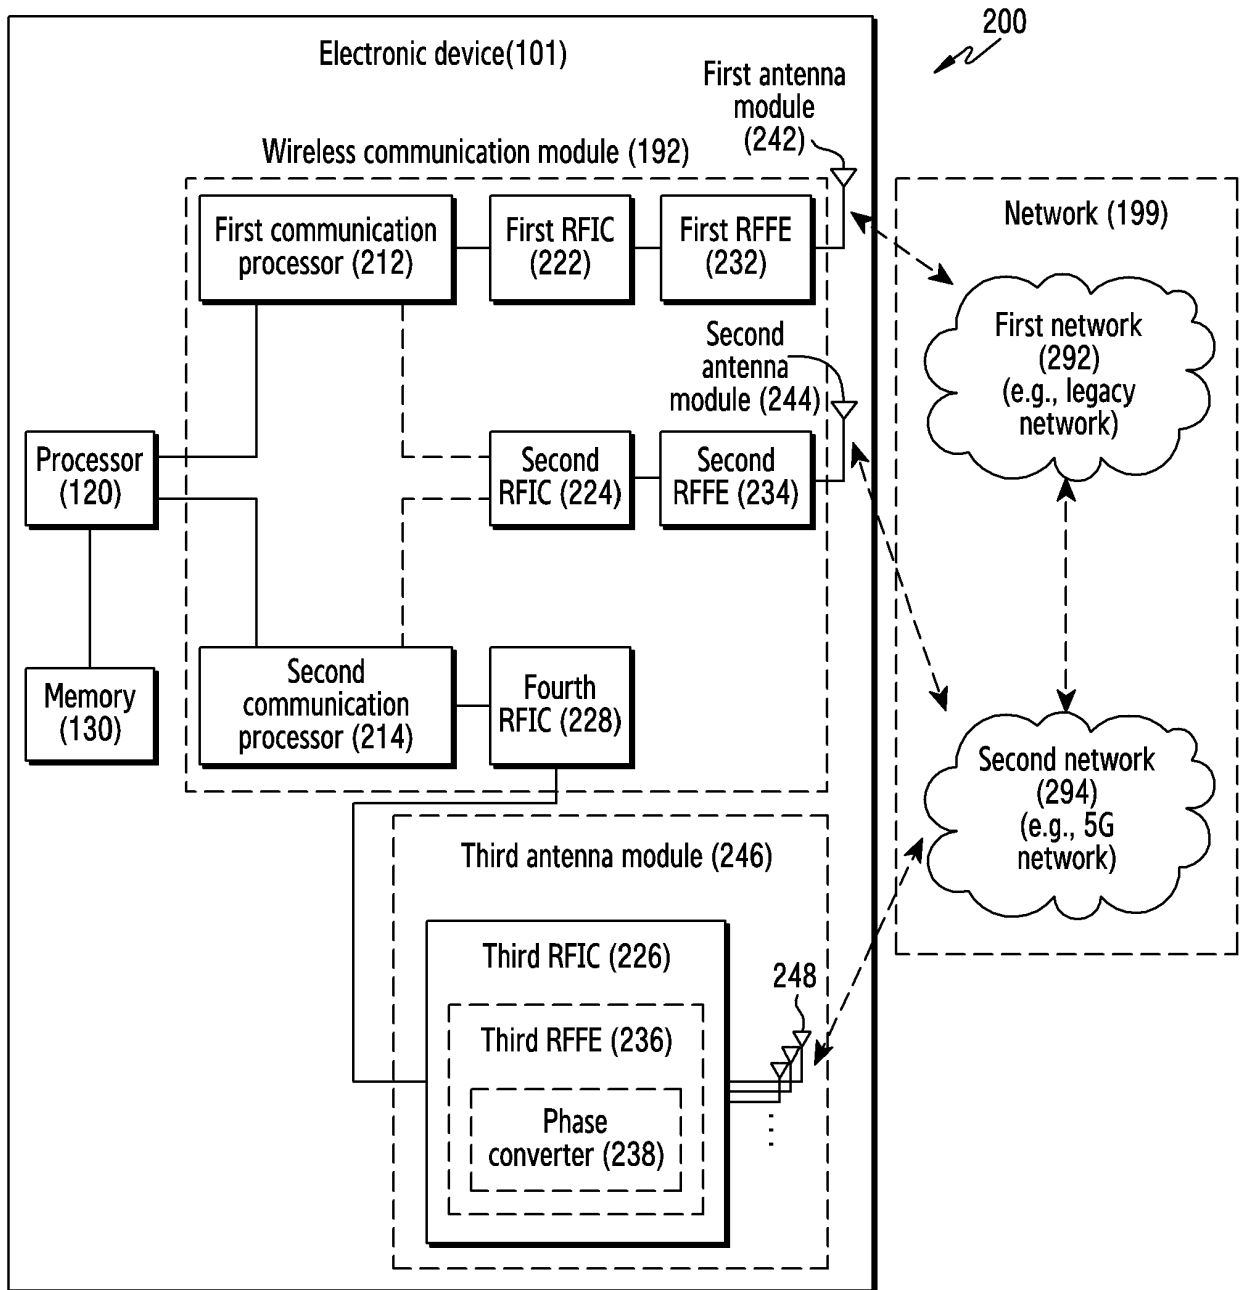 200
Electronic device(101)
First antenna
module
(242)
Wireless communication module (192)
First communication
processor (212)
First RFIC
(222)
First RFFE
(232)
Network (199)
First network
(292)
(e.g., legacy
network)
Second
antenna
module (244)
Processor
(120)
Second
RFIC (224)
Second
RFFE (234)
Memory
(130)
Second
communication
processor (214)
Fourth
RFIC (228)
Second network
(294)
(e.g., 5G
network)
Third antenna module (246)
Third RFIC (226)
248
Third RFFE (236)
Phase
converter (238)